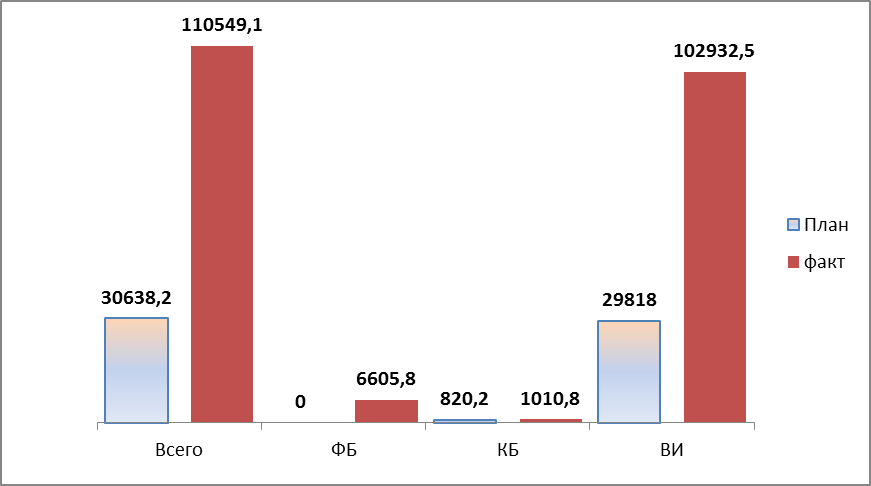 110549,1
102932,5
30638,2
29818
0
6605,8
820,2
1010,8
План
факт
Всего
ФБ
КБ
ВИ